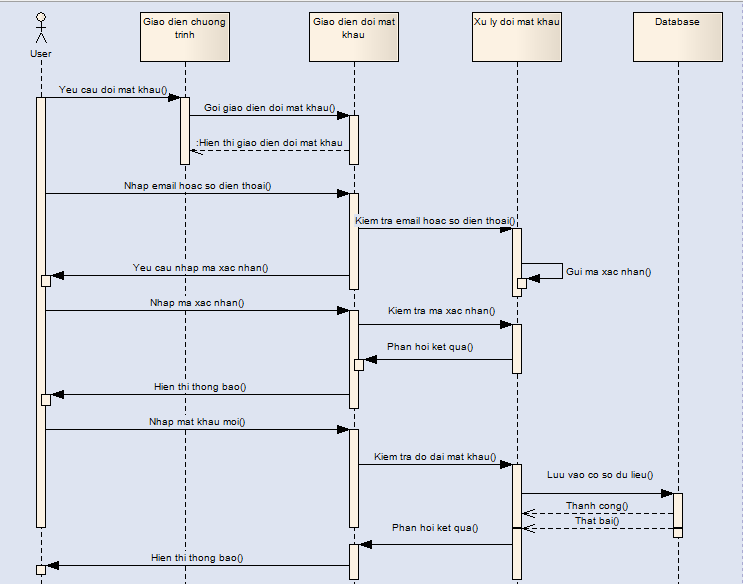 Giao dien chuong
trinh
Giao dien doi mat
khau
Xu ly doi mat khau
Database
User
Yeu cau doi mat khau()
Goi giao dien doi mat khau()
:Hien thi giao dien doi mat khau
Nhap email hoac so dien thoai()
Kiem tra email hoac so dien thoai()
Yeu cau nhap ma xac nhan()
Gui ma xac nhan()
Nhap ma xac nhan()
Kiem tra ma xac nhan()
Phan hoi ket qua()
Hien thi thong bao()
Nhap mat khau moi()
Kiem tra do dai mat khau()
Luu vao co so du lieu()
Thanh cong()
That bai()
Phan hoi ket qua()
Hien thi thong bao()